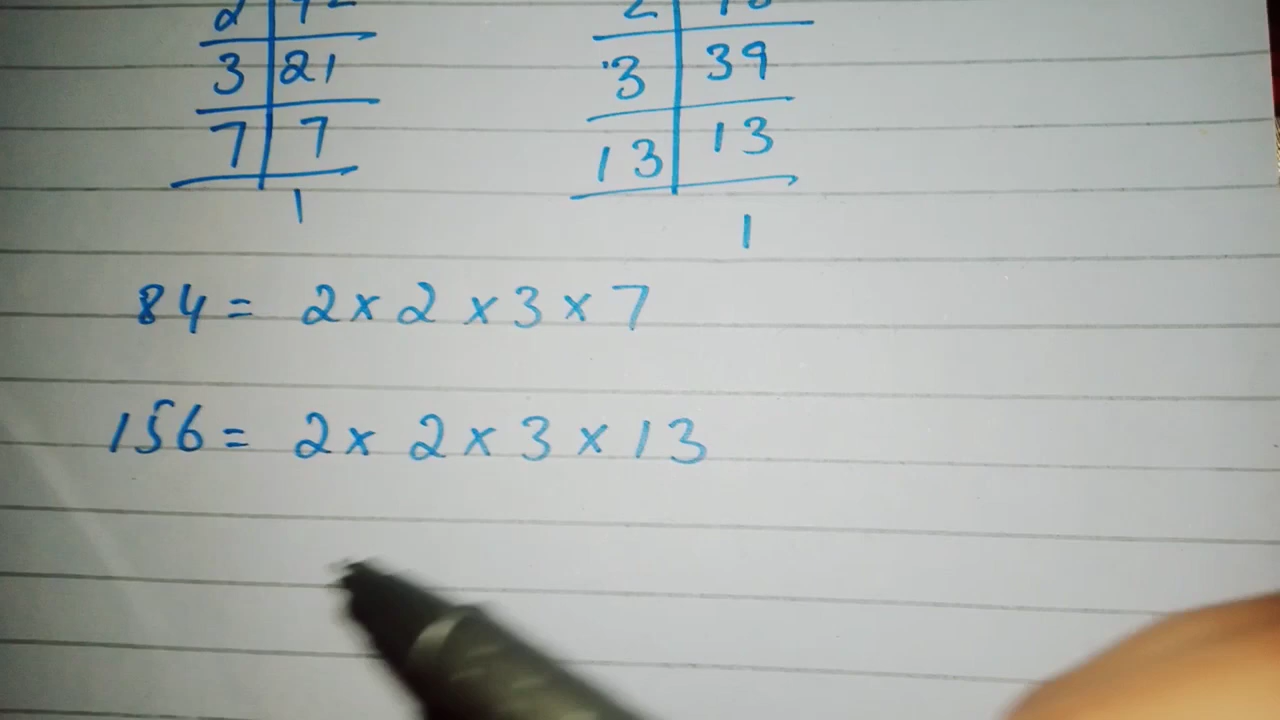 3 21 3 39
7 7 13 13
1 1
84 = 2 x 2 x 3 x 7
156 = 2 x 2 x 3 x 13